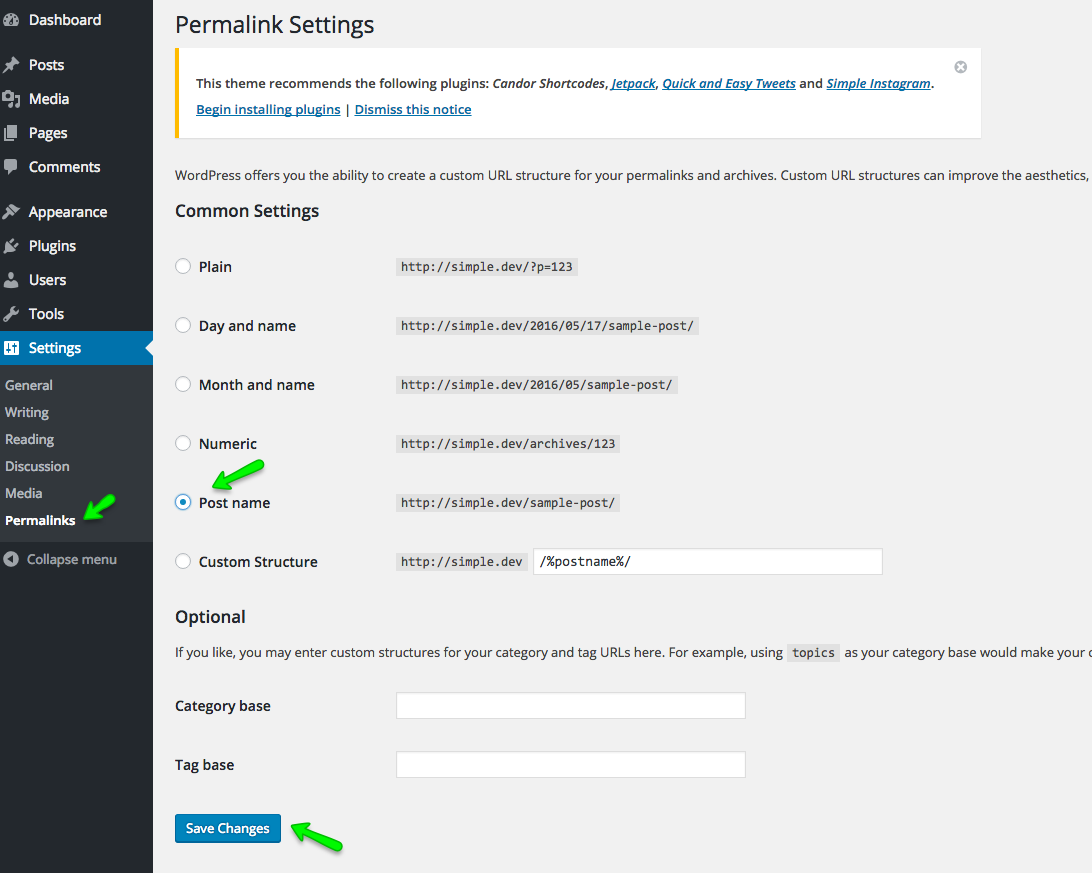 Dashboard
Posts
Media
Pages
Comments
Appearance
Plugins
Users
Tools
Settings
General
Writing
Reading
Discussion
Media
Permalinks
Collapse menu
Permalink Settings
This theme recommends the following plugins: Candor Shortcodes, Jetpack, Quick and Easy Tweets and Simple Instagram.
Begin installing plugins | Dismiss this notice
WordPress offers you the ability to create a custom URL structure for your permalinks and archives. Custom URL structures can improve the aesthetics,
Common Settings
Plain http://simple.dev/?p=123
Day and name http://simple.dev/2016/05/17/sample-post/
Month and name http://simple.dev/2016/05/sample-post/
Numeric http://simple.dev/archives/123
Post name http://simple.dev/sample-post/
Custom Structure http://simple.dev /%postname%/
Optional
If you like, you may enter custom structures for your category and tag URLs here. For example, using topics as your category base would make your
Category base
Tag base
Save Changes